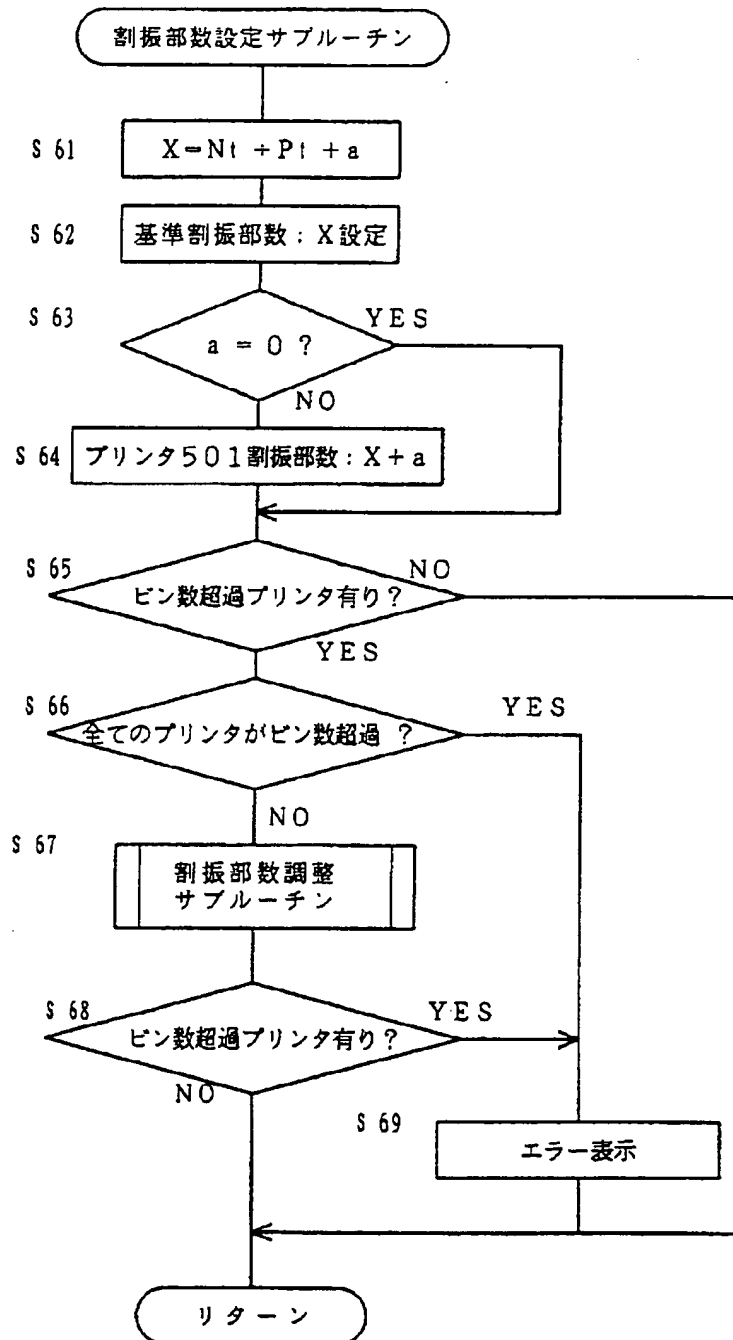 割振部数設定サブルーチン
S 61
X=Nt÷Pt+a
S 62
基準割振部数:X設定
S 63
YES
a = 0 ?
NO
S 64
プリンタ501割振部数:X+a
S 65
NO
ビン数超過プリンタ有り?
YES
S 66
YES
全てのプリンタがビン数超過 ?
NO
S 67
割振部数調整
サブルーチン
S 68
YES
ビン数超過プリンタ有り?
NO
S 69
エラー表示
リターン